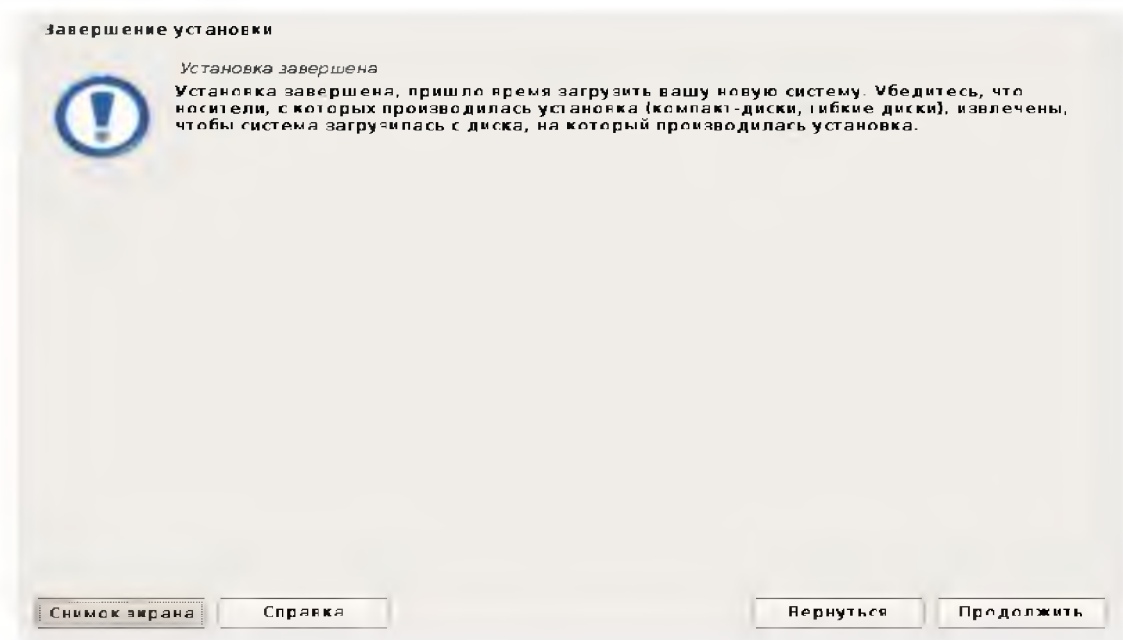 Завершение установки
Установка завершена
Установка завершена, пришло время загрузить вашу новую систему. Убедитесь, что
носители, с которых производилась установка (компакт-диски, гибкие диски), извлечены,
чтобы система загрузилась с диска, на который производилась установка.
Снимок экрана Справка Вернуться Продолжить